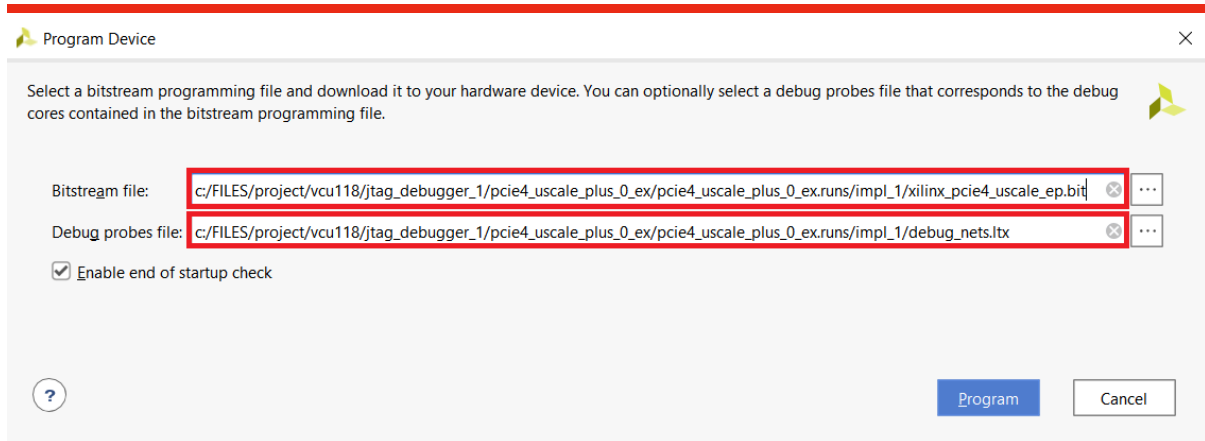 Program Device
Select a bitstream programming file and download it to your hardware device. You can optionally select a debug probes file that corresponds to the debug
cores contained in the bitstream programming file.
Bitstream file: c:/FILES/project/vcu118/jtag_debugger_1/pcie4_uscale_plus_0_ex/pcie4_uscale_plus_0_ex.runs/impl_1/xilinx_pcie4_uscale_ep.bit ...
Debug probes file: c:/FILES/project/vcu118/jtag_debugger_1/pcie4_uscale_plus_0_ex/pcie4_uscale_plus_0_ex.runs/impl_1/debug_nets.ltx ...
Enable end of startup check
? Program Cancel